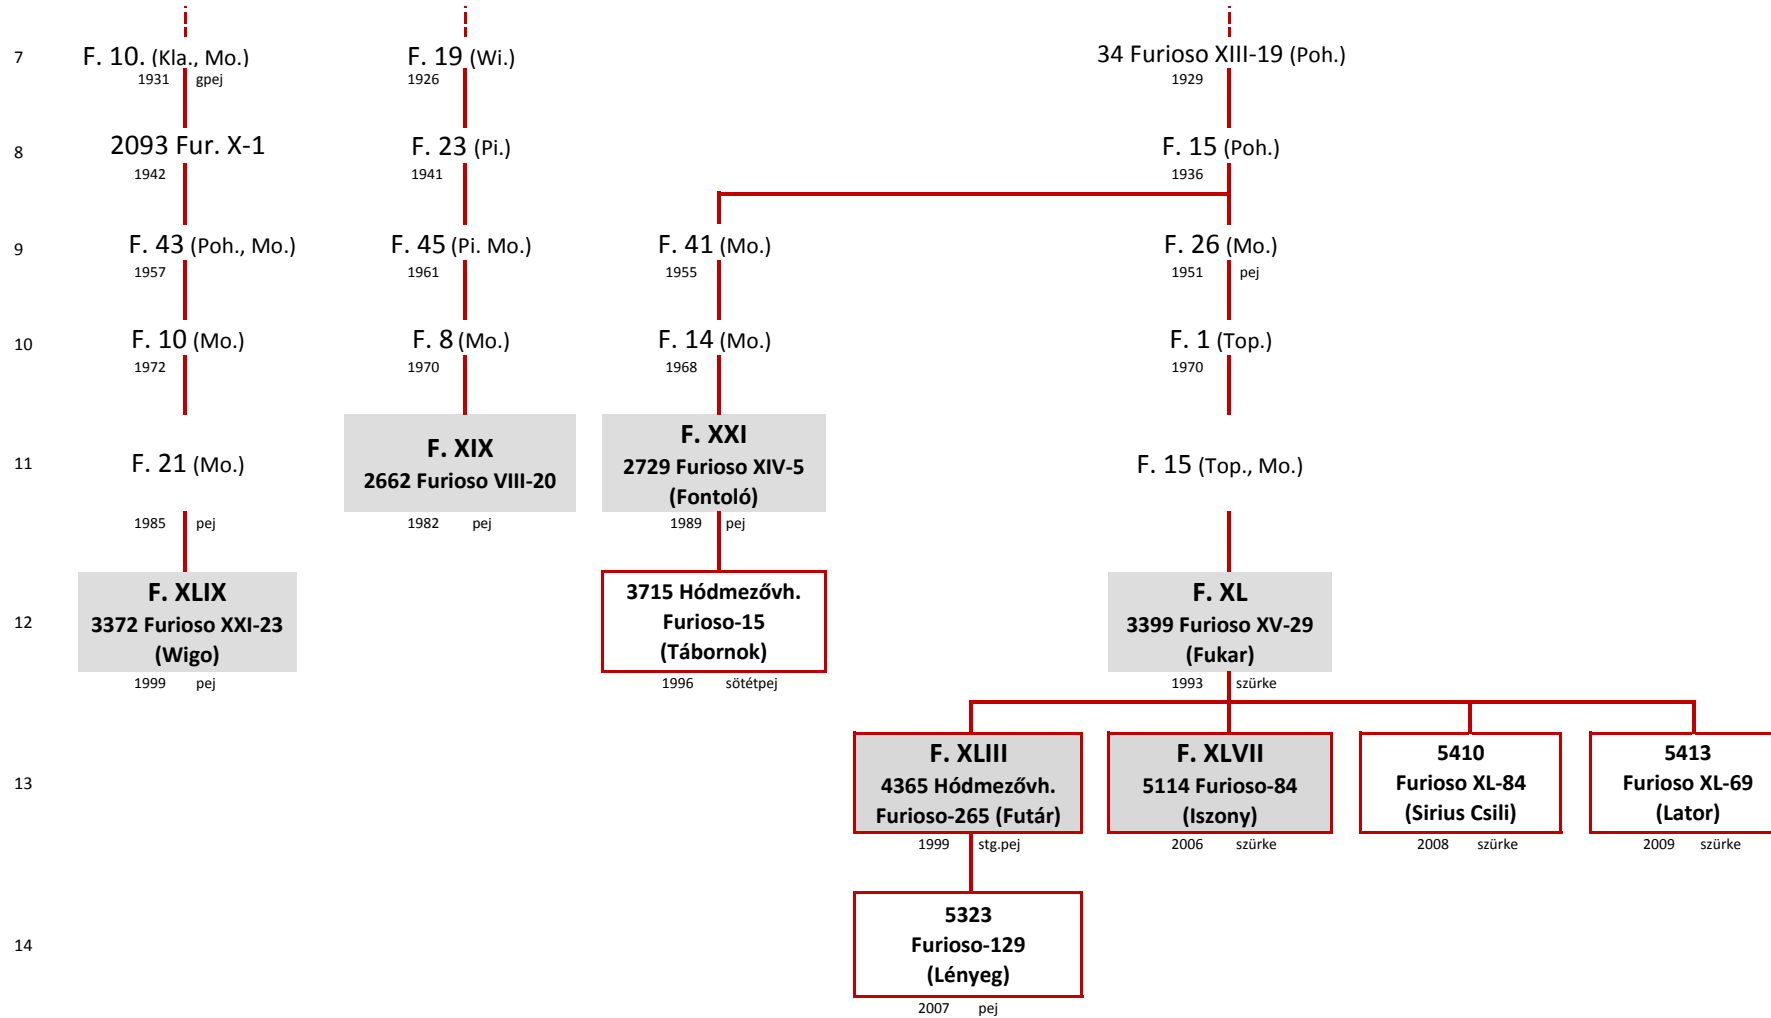 7
F. 10. (Kla., Mo.)
1931 gpej
F. 19 (Wi.)
1926
34 Furioso XIII-19 (Poh.)
1929
8
2093 Fur. X-1
1942
F. 23 (Pi.)
1941
F. 15 (Poh.)
1936
9
F. 43 (Poh., Mo.)
1957
F. 45 (Pi. Mo.)
1961
F. 41 (Mo.)
1955
F. 26 (Mo.)
1951 pej
10
F. 10 (Mo.)
1972
F. 8 (Mo.)
1970
F. 14 (Mo.)
1968
F. 1 (Top.)
1970
11
F. 21 (Mo.)
1985 pej
F. XIX
2662 Furioso VIII-20
1982 pej
F. XXI
2729 Furioso XIV-5
(Fontoló)
1989 pej
F. 15 (Top., Mo.)
12
F. XLIX
3372 Furioso XXI-23
(Wigo)
1999 pej
3715 Hódmezővh.
Furioso-15
(Tábornok)
1996 sötétpej
F. XL
3399 Furioso XV-29
(Fukar)
1993 szürke
13
F. XLIII
4365 Hódmezővh.
Furioso-265 (Futár)
1999 stg.pej
F. XLVII
5114 Furioso-84
(Iszony)
2006 szürke
5410
Furioso XL-84
(Sirius Csili)
2008 szürke
5413
Furioso XL-69
(Lator)
2009 szürke
14
5323
Furioso-129
(Lényeg)
2007 pej